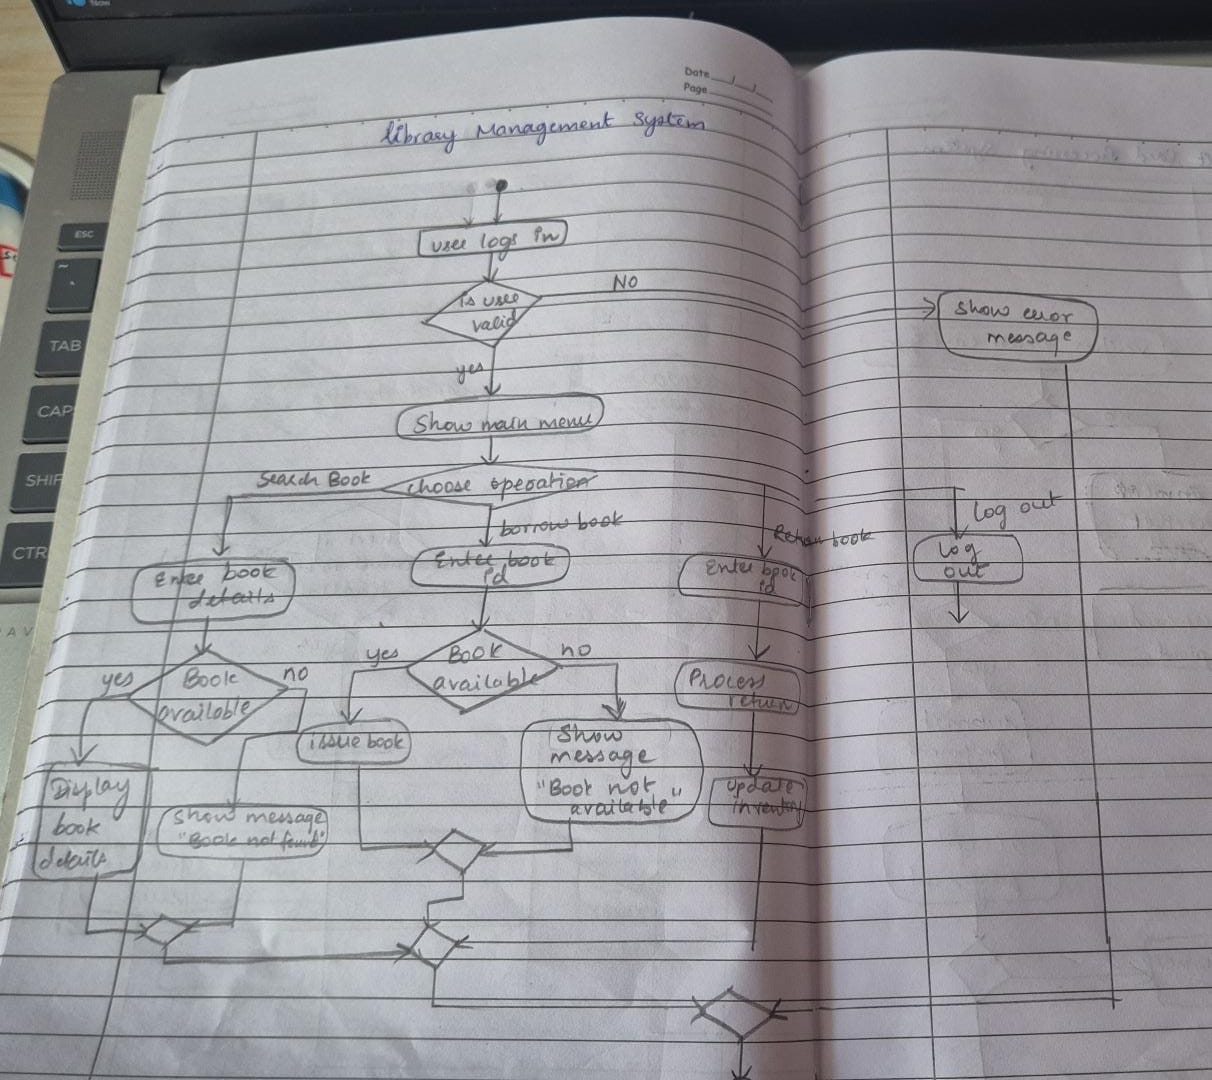 Now
Date
Page
library Management System
ESC
user logs in
~
NO
is user
valid
show error
message
TAB
yes
CAP
Show main menu
Search Book
choose operation
SHIF
log out
borrow book
Return book
CTR
Enter book
details
Enter book
id
Enter book
id
log
out
yes
Book
available
no
yes
Book
available
no
Process
return
issue book
Show
message
"Book not
available"
Display
book
details
show message
"Book not found"
update
inventory